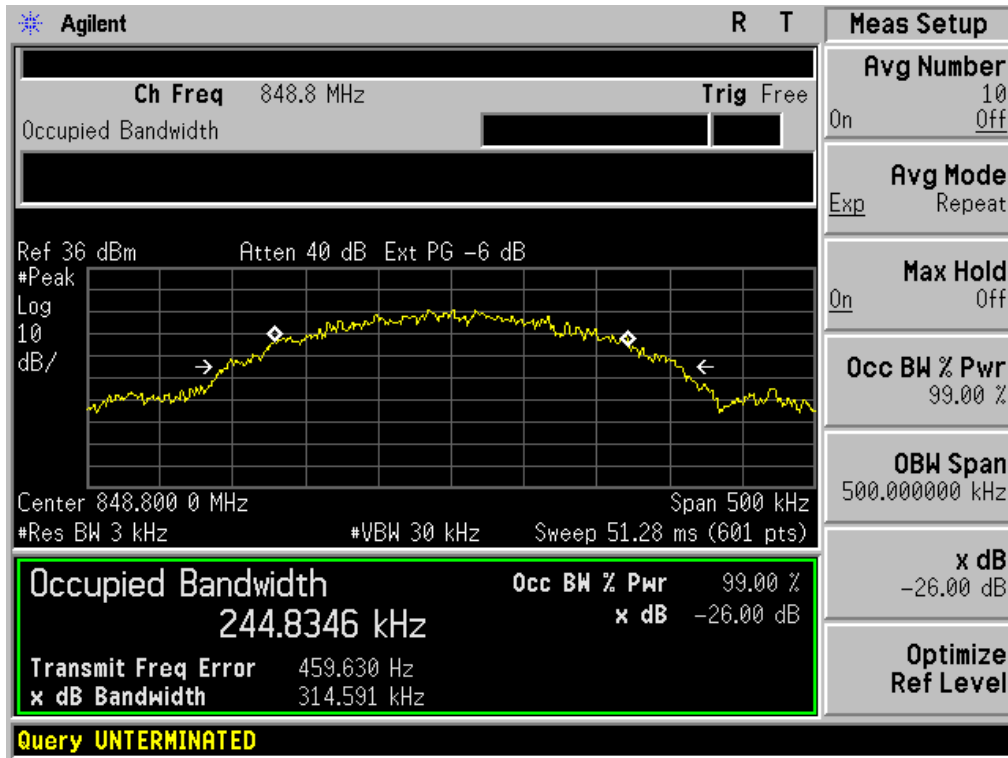 Agilent R T
Ch Freq 848.8 MHz Trig Free
Occupied Bandwidth
Ref 36 dBm Atten 40 dB Ext PG -6 dB
#Peak
Log
10
dB/
Center 848.800 0 MHz Span 500 kHz
#Res BW 3 kHz #VBW 30 kHz Sweep 51.28 ms (601 pts)
Occupied Bandwidth Occ BW % Pwr 99.00 %
244.8346 kHz x dB -26.00 dB
Transmit Freq Error 459.630 Hz
x dB Bandwidth 314.591 kHz
Query UNTERMINATED
Meas Setup
Avg Number
10
On Off
Avg Mode
Exp Repeat
Max Hold
On Off
Occ BW % Pwr
99.00 %
OBW Span
500.000000 kHz
x dB
-26.00 dB
Optimize
Ref Level